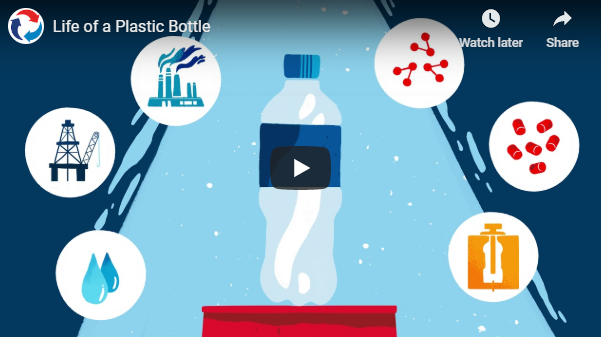 Life of a Plastic Bottle
Watch later
Share